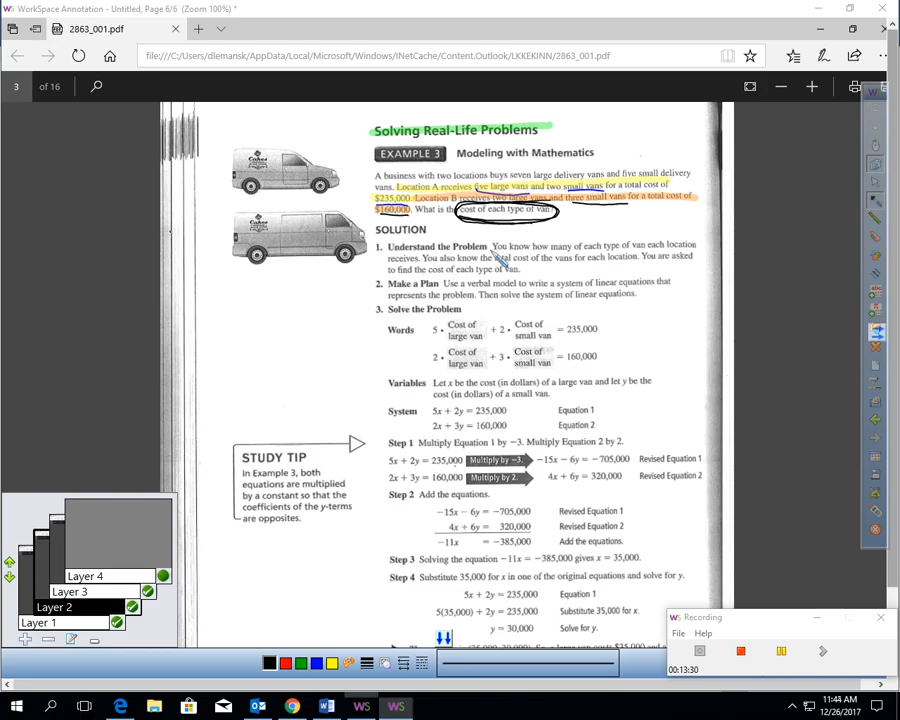 WorkSpace Annotation - Untitled, Page 6/6 (Zoom 100%) *
2863_001.pdf
file:///C:/Users/dlemansk/AppData/Local/Microsoft/Windows/INetCache/Content.Outlook/LKKEKINN/2863_001.pdf
3 of 16
Solving Real-Life Problems
EXAMPLE 3 Modeling with Mathematics
A business with two locations buys seven large delivery vans and five small delivery
vans. Location A receives five large vans and two small vans for a total cost of
$235,000. Location B receives two large vans and three small vans for a total cost of
$160,000. What is the cost of each type of van?
Cakes
Cakes
SOLUTION
1. Understand the Problem You know how many of each type of van each location
receives. You also know the total cost of the vans for each location. You are asked
to find the cost of each type of van.
2. Make a Plan Use a verbal model to write a system of linear equations that
represents the problem. Then solve the system of linear equations.
3. Solve the Problem
Words 5 • Cost of large van + 2 • Cost of small van = 235,000
2 • Cost of large van + 3 • Cost of small van = 160,000
Variables Let x be the cost (in dollars) of a large van and let y be the
cost (in dollars) of a small van.
System 5x + 2y = 235,000 Equation 1
2x + 3y = 160,000 Equation 2
Step 1 Multiply Equation 1 by −3. Multiply Equation 2 by 2.
5x + 2y = 235,000 Multiply by −3. −15x − 6y = −705,000 Revised Equation 1
2x + 3y = 160,000 Multiply by 2. 4x + 6y = 320,000 Revised Equation 2
STUDY TIP
In Example 3, both
equations are multiplied
by a constant so that the
coefficients of the y-terms
are opposites.
Step 2 Add the equations.
−15x − 6y = −705,000 Revised Equation 1
4x + 6y = 320,000 Revised Equation 2
−11x = −385,000 Add the equations.
Step 3 Solving the equation −11x = −385,000 gives x = 35,000.
Step 4 Substitute 35,000 for x in one of the original equations and solve for y.
5x + 2y = 235,000 Equation 1
5(35,000) + 2y = 235,000 Substitute 35,000 for x.
y = 30,000 Solve for y.
Layer 4
Layer 3
Layer 2
Layer 1
Recording
File Help
00:13:30
11:44 AM
12/26/2017